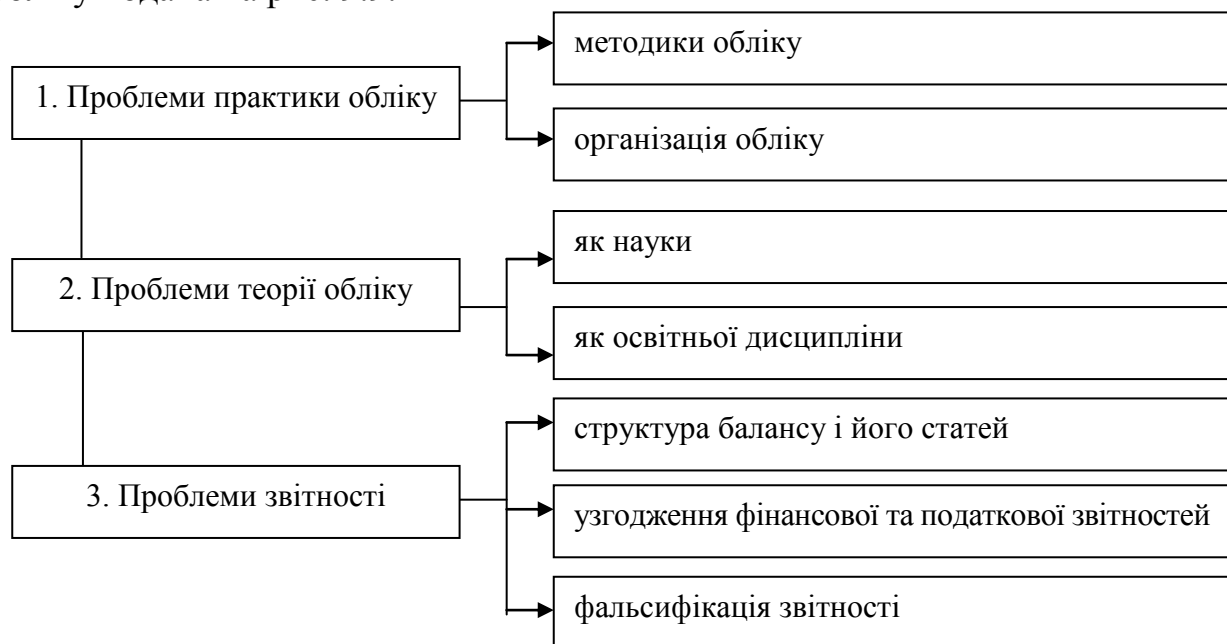 методики обліку
1. Проблеми практики обліку
організація обліку
як науки
2. Проблеми теорії обліку
як освітньої дисципліни
структура балансу і його статей
3. Проблеми звітності
узгодження фінансової та податкової звітностей
фальсифікація звітності